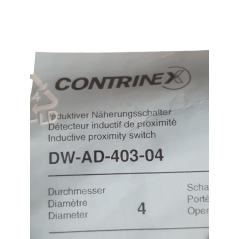 CONTRINEX
Induktiver Näherungsschalter
Détecteur inductif de proximité
Inductive proximity switch
DW-AD-403-04
Durchmesser
Diamètre
Diameter 4
Scha
Porté
Oper